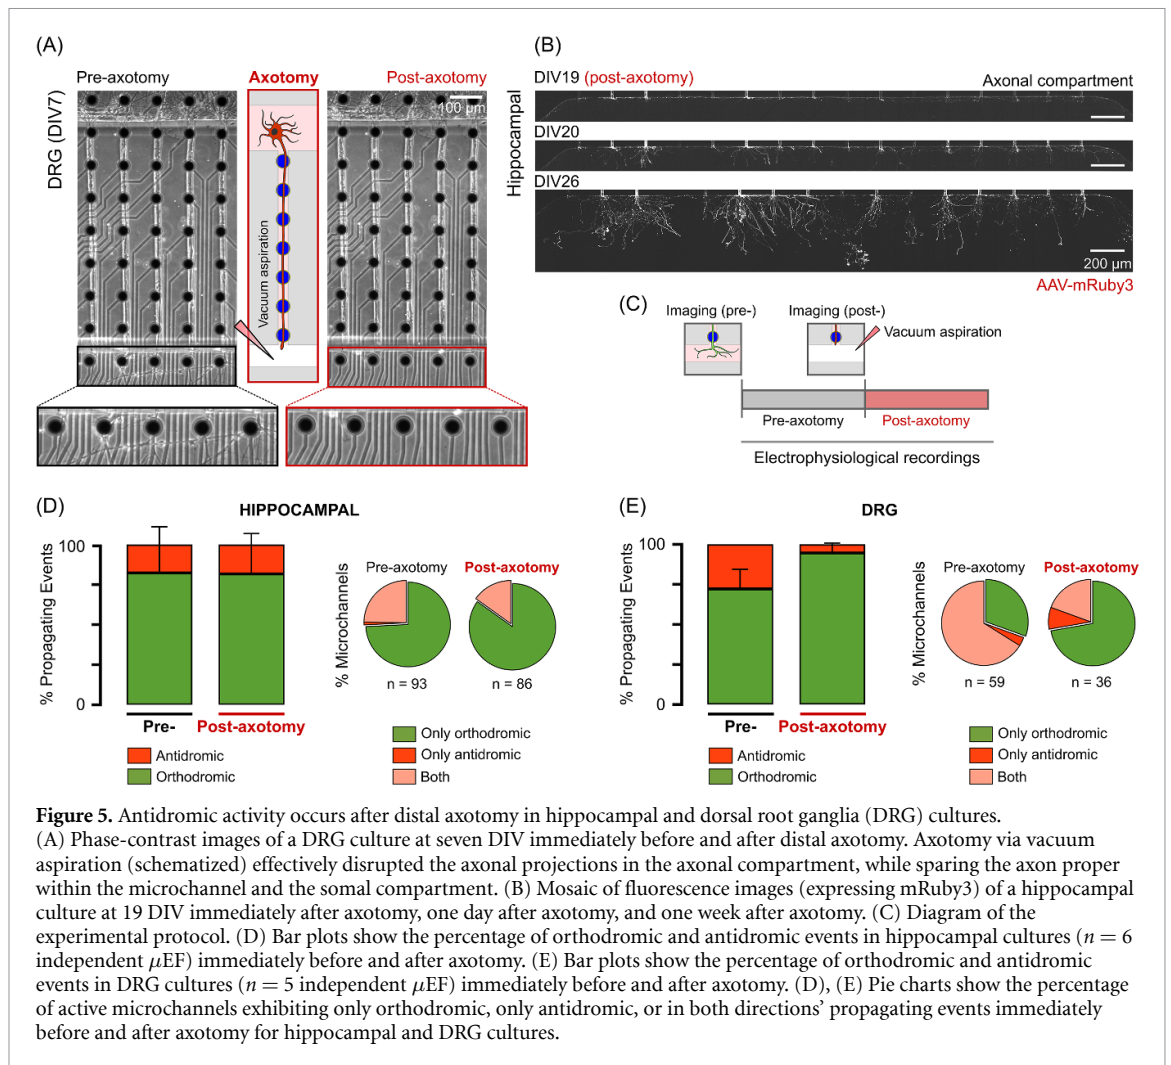 (A)
Pre-axotomy
Axotomy
Post-axotomy
100 µm
DRG (DIV7)
Vacuum aspiration
(B)
DIV19 (post-axotomy)
Axonal compartment
DIV20
DIV26
Hippocampal
200 µm
AAV-mRuby3
(C)
Imaging (pre-)
Imaging (post-)
Vacuum aspiration
Pre-axotomy
Post-axotomy
Electrophysiological recordings
(D)
HIPPOCAMPAL
% Propagating Events
100
0
Pre-
Post-axotomy
Antidromic
Orthodromic
% Microchannels
Pre-axotomy
Post-axotomy
n = 93
n = 86
Only orthodromic
Only antidromic
Both
(E)
DRG
% Propagating Events
100
0
Pre-
Post-axotomy
Antidromic
Orthodromic
% Microchannels
Pre-axotomy
Post-axotomy
n = 59
n = 36
Only orthodromic
Only antidromic
Both
Figure 5. Antidromic activity occurs after distal axotomy in hippocampal and dorsal root ganglia (DRG) cultures.
(A) Phase-contrast images of a DRG culture at seven DIV immediately before and after distal axotomy. Axotomy via vacuum
aspiration (schematized) effectively disrupted the axonal projections in the axonal compartment, while sparing the axon proper
within the microchannel and the somal compartment. (B) Mosaic of fluorescence images (expressing mRuby3) of a hippocampal
culture at 19 DIV immediately after axotomy, one day after axotomy, and one week after axotomy. (C) Diagram of the
experimental protocol. (D) Bar plots show the percentage of orthodromic and antidromic events in hippocampal cultures (n = 6
independent µEF) immediately before and after axotomy. (E) Bar plots show the percentage of orthodromic and antidromic
events in DRG cultures (n = 5 independent µEF) immediately before and after axotomy. (D), (E) Pie charts show the percentage
of active microchannels exhibiting only orthodromic, only antidromic, or in both directions’ propagating events immediately
before and after axotomy for hippocampal and DRG cultures.